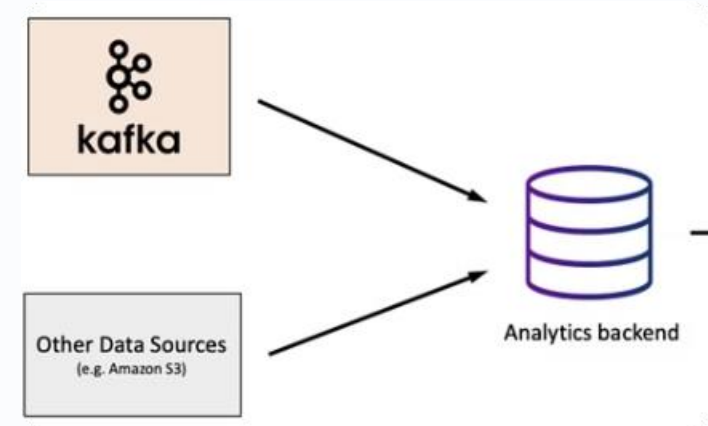 kafka
Other Data Sources
(e.g. Amazon S3)
Analytics backend